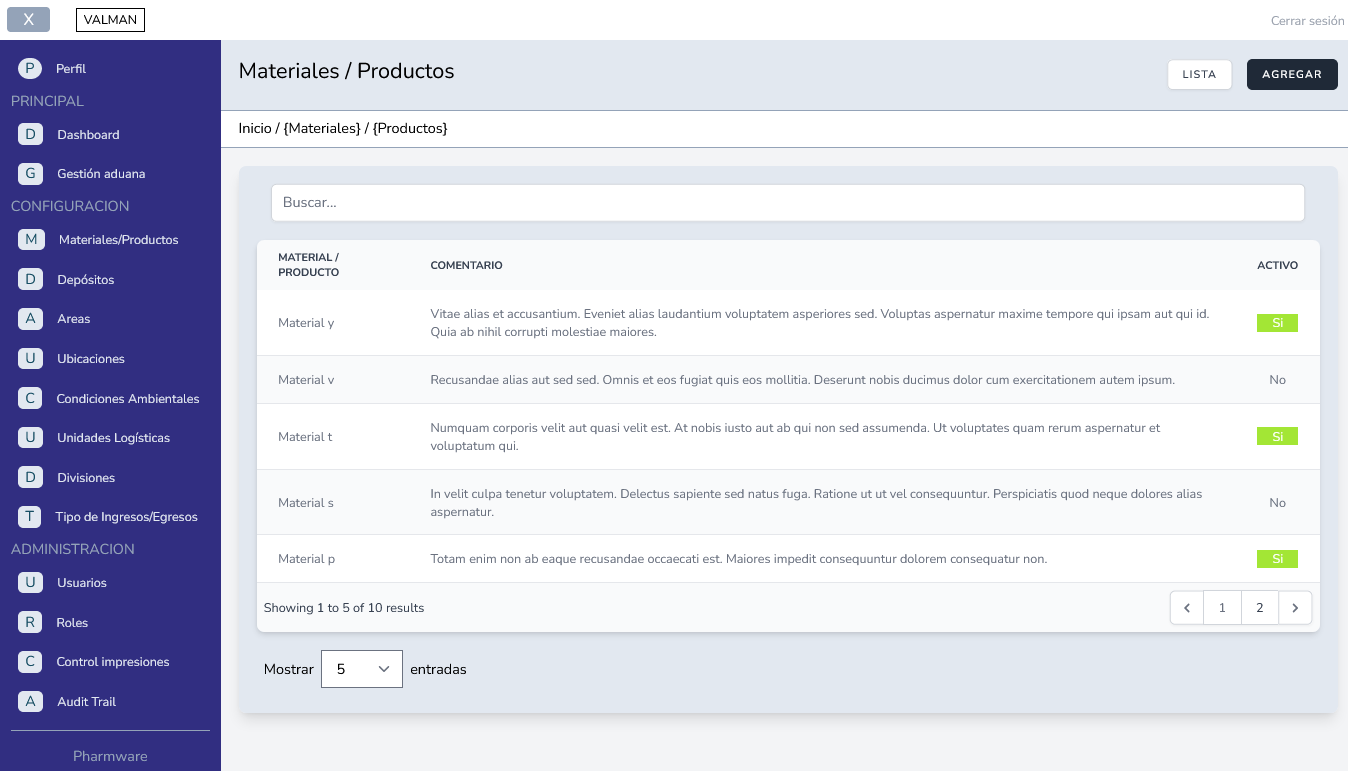 X
VALMAN
Cerrar sesión
P Perfil
PRINCIPAL
D Dashboard
G Gestión aduana
CONFIGURACION
M Materiales/Productos
D Depósitos
A Areas
U Ubicaciones
C Condiciones Ambientales
U Unidades Logísticas
D Divisiones
T Tipo de Ingresos/Egresos
ADMINISTRACION
U Usuarios
R Roles
C Control impresiones
A Audit Trail
Pharmware
Materiales / Productos
LISTA
AGREGAR
Inicio / {Materiales} / {Productos}
Buscar...
MATERIAL /
PRODUCTO
COMENTARIO
ACTIVO
Material y
Vitae alias et accusantium. Eveniet alias laudantium voluptatem asperiores sed. Voluptas aspernatur maxime tempore qui ipsam aut qui id.
Quia ab nihil corrupti molestiae maiores.
Si
Material v
Recusandae alias aut sed sed. Omnis et eos fugiat quis eos mollitia. Deserunt nobis ducimus dolor cum exercitationem autem ipsum.
No
Material t
Numquam corporis velit aut quasi velit est. At nobis iusto aut ab qui non sed assumenda. Ut voluptates quam rerum aspernatur et
voluptatum qui.
Si
Material s
In velit culpa tenetur voluptatem. Delectus sapiente sed natus fuga. Ratione ut ut vel consequuntur. Perspiciatis quod neque dolores alias
aspernatur.
No
Material p
Totam enim non ab eaque recusandae occaecati est. Maiores impedit consequuntur dolorem consequatur non.
Si
Showing 1 to 5 of 10 results
1 2
Mostrar 5 entradas